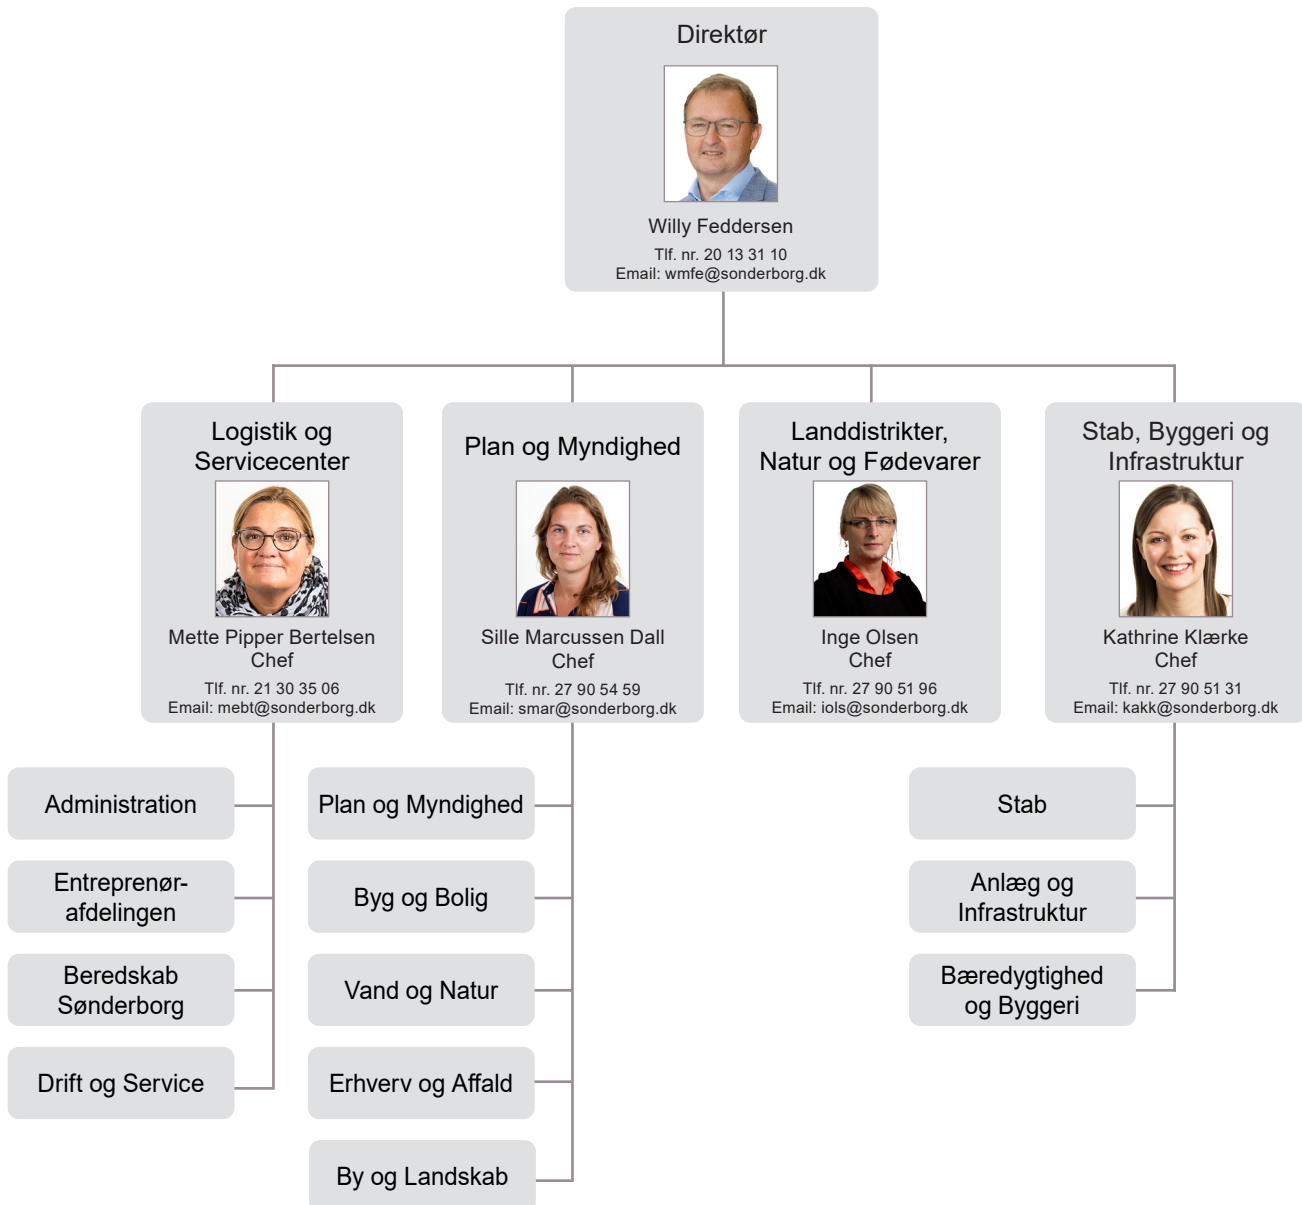 Direktør
Willy Feddersen
Tlf. nr. 20 13 31 10
Email: wmfe@sonderborg.dk
Logistik og
Servicecenter
Mette Pipper Bertelsen
Chef
Tlf. nr. 21 30 35 06
Email: mebt@sonderborg.dk
Plan og Myndighed
Sille Marcussen Dall
Chef
Tlf. nr. 27 90 54 59
Email: smar@sonderborg.dk
Landdistrikter,
Natur og Fødevarer
Inge Olsen
Chef
Tlf. nr. 27 90 51 96
Email: iols@sonderborg.dk
Stab, Byggeri og
Infrastruktur
Kathrine Klærke
Chef
Tlf. nr. 27 90 51 31
Email: kakk@sonderborg.dk
Administration
Entreprenør-
afdelingen
Beredskab
Sønderborg
Drift og Service
Plan og Myndighed
Byg og Bolig
Vand og Natur
Erhverv og Affald
By og Landskab
Stab
Anlæg og
Infrastruktur
Bæredygtighed
og Byggeri